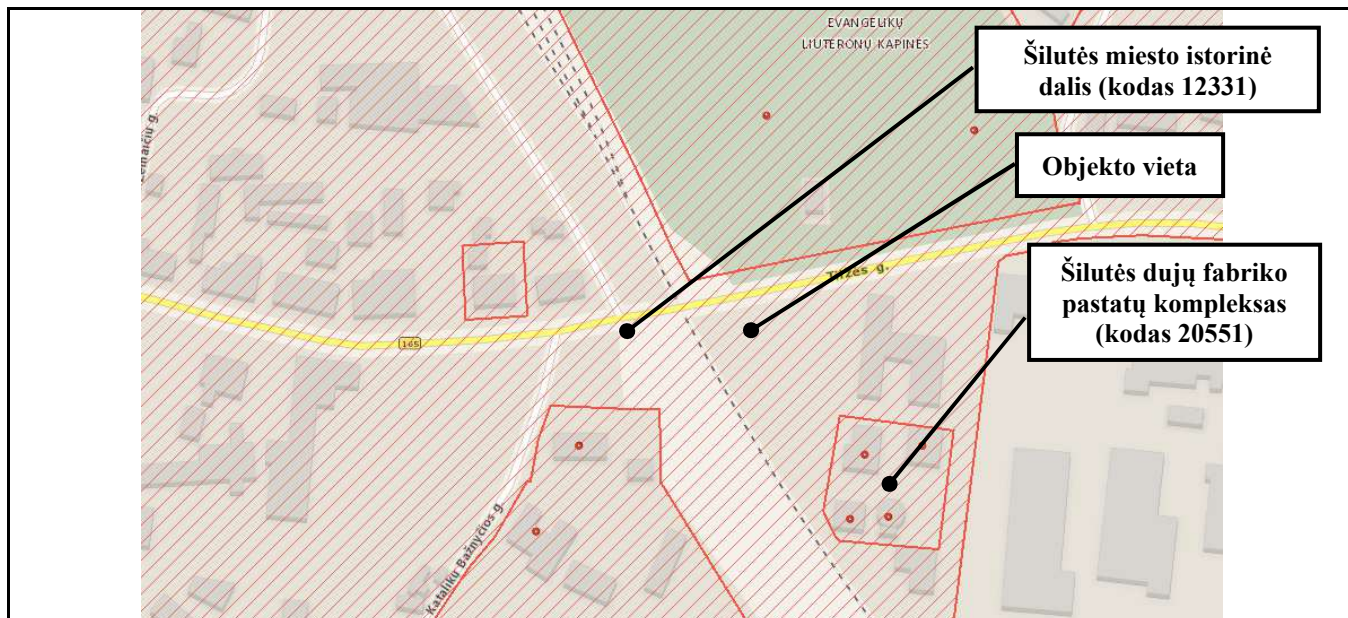 EVANGELIKŲ
LIUTERONŲ KAPINĖS
Šilutės miesto istorinė
dalis (kodas 12331)
Objekto vieta
Šilutės dujų fabriko
pastatų kompleksas
(kodas 20551)
Žemaičių g.
Tilžės g.
165
Katalikų Bažnyčios g.